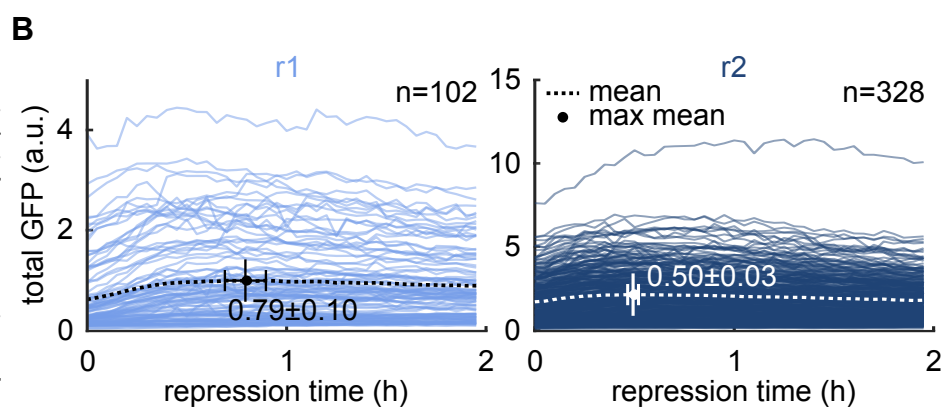 B
r1
n=102
total GFP (a.u.)
4
2
0
0.79±0.10
0
1
2
repression time (h)
r2
n=328
mean
max mean
15
10
5
0
0.50±0.03
0
1
2
repression time (h)